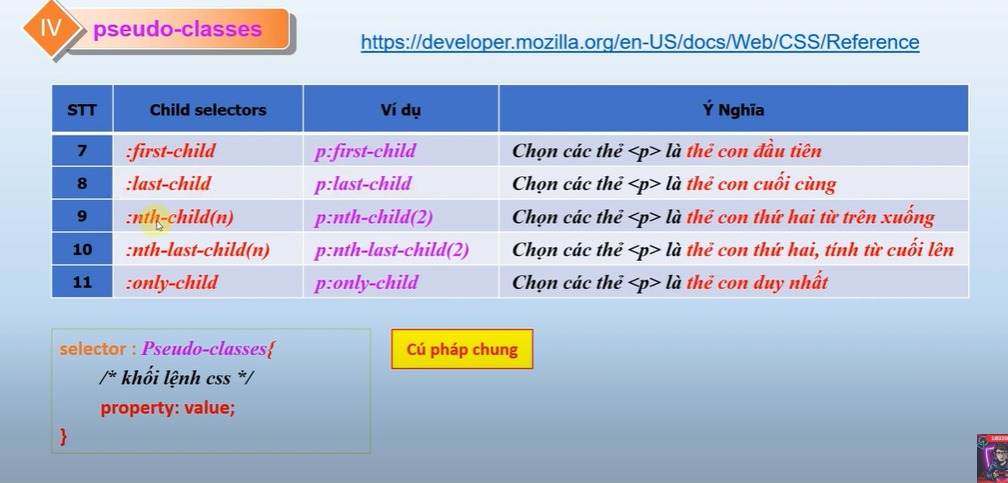 IV pseudo-classes
https://developer.mozilla.org/en-US/docs/Web/CSS/Reference
STT Child selectors Ví dụ Ý Nghĩa
7 :first-child p:first-child Chọn các thẻ <p> là thẻ con đầu tiên
8 :last-child p:last-child Chọn các thẻ <p> là thẻ con cuối cùng
9 :nth-child(n) p:nth-child(2) Chọn các thẻ <p> là thẻ con thứ hai từ trên xuống
10 :nth-last-child(n) p:nth-last-child(2) Chọn các thẻ <p> là thẻ con thứ hai, tính từ cuối lên
11 :only-child p:only-child Chọn các thẻ <p> là thẻ con duy nhất
selector : Pseudo-classes{
/* khối lệnh css */
property: value;
}
Cú pháp chung